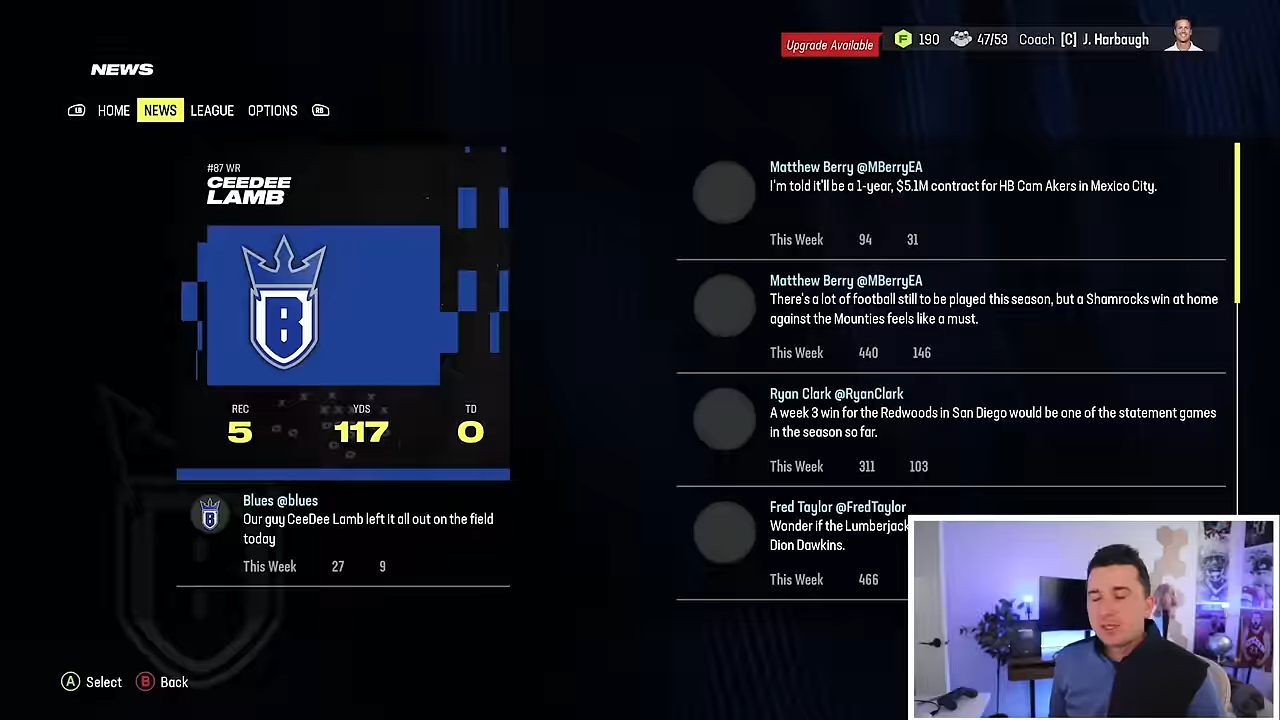 Upgrade Available
190
47/53
Coach [C] J. Harbaugh
NEWS
LB HOME NEWS LEAGUE OPTIONS RB
#87 WR
CEEDEE
LAMB
B
REC
5
YDS
117
TD
0
B
Blues @blues
Our guy CeeDee Lamb left it all out on the field
today
This Week 27 9
Matthew Berry @MBerryEA
I'm told it'll be a 1-year, $5.1M contract for HB Cam Akers in Mexico City.
This Week 94 31
Matthew Berry @MBerryEA
There's a lot of football still to be played this season, but a Shamrocks win at home
against the Mounties feels like a must.
This Week 440 146
Ryan Clark @RyanClark
A week 3 win for the Redwoods in San Diego would be one of the statement games
in the season so far.
This Week 311 103
Fred Taylor @FredTaylor
Wonder if the Lumberjack
Dion Dawkins.
This Week 466
A Select B Back